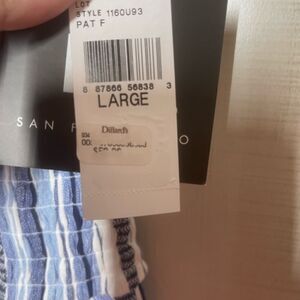 LOT
STYLE 1160U93
PAT F
8 87866 56838 3
LARGE
Dillard's
SAN